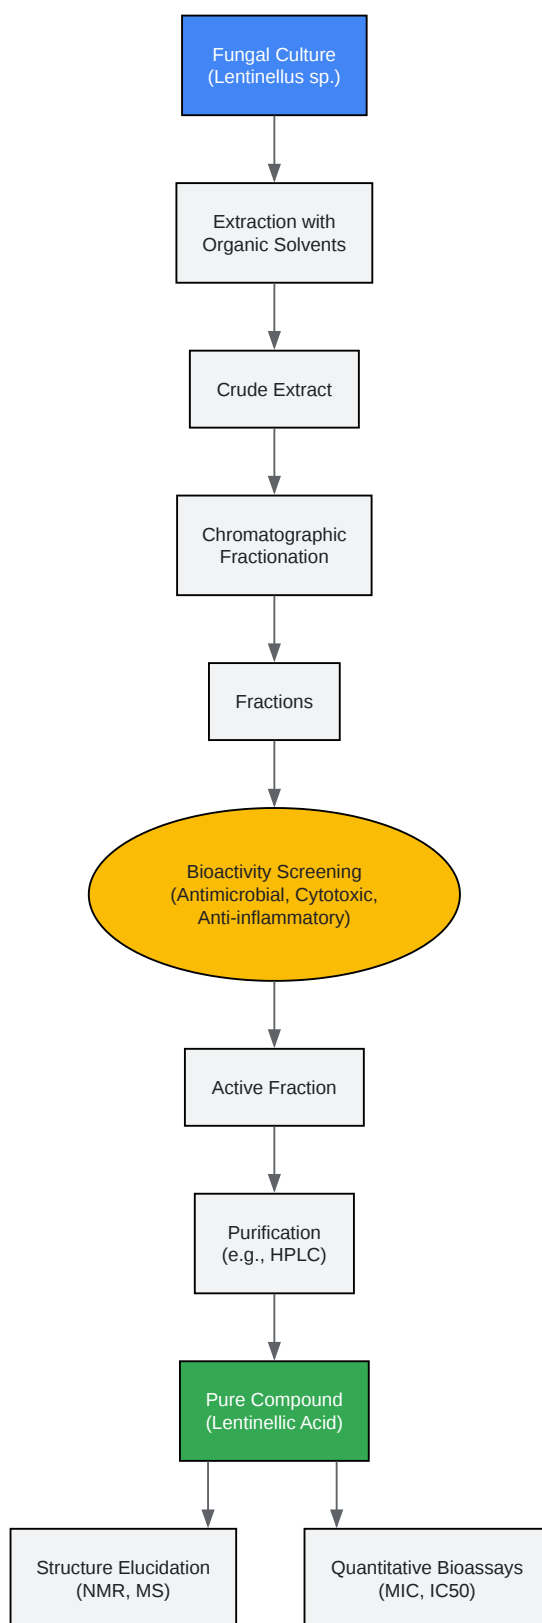 Fungal Culture
(Lentinellus sp.)
Extraction with
Organic Solvents
Crude Extract
Chromatographic
Fractionation
Fractions
Bioactivity Screening
(Antimicrobial, Cytotoxic,
Anti-inflammatory)
Active Fraction
Purification
(e.g., HPLC)
Pure Compound
(Lentinellic Acid)
Structure Elucidation
(NMR, MS)
Quantitative Bioassays
(MIC, IC50)